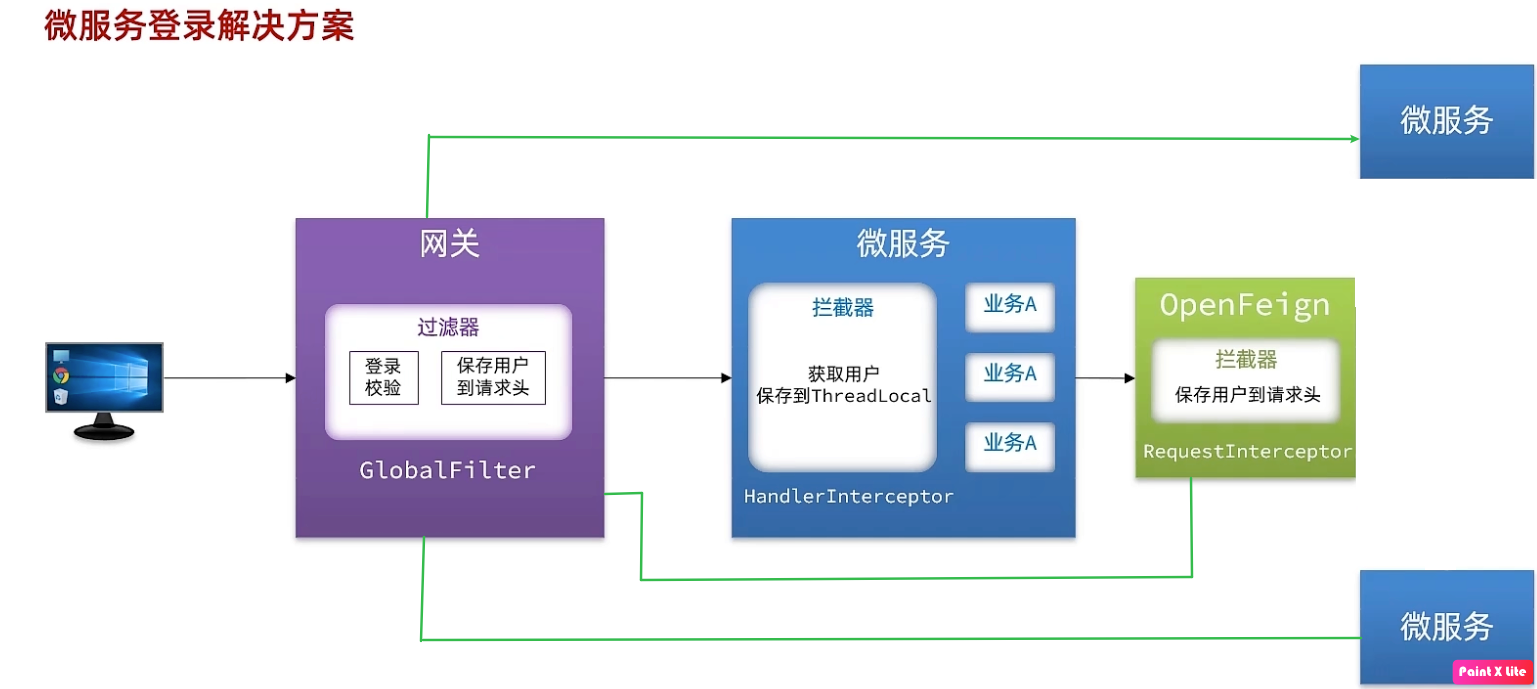 微服务登录解决方案
微服务
网关
过滤器
登录
校验
保存用户
到请求头
GlobalFilter
微服务
拦截器
获取用户
保存到ThreadLocal
HandlerInterceptor
业务A
业务A
业务A
OpenFeign
拦截器
保存用户到请求头
RequestInterceptor
微服务
Paint X lite